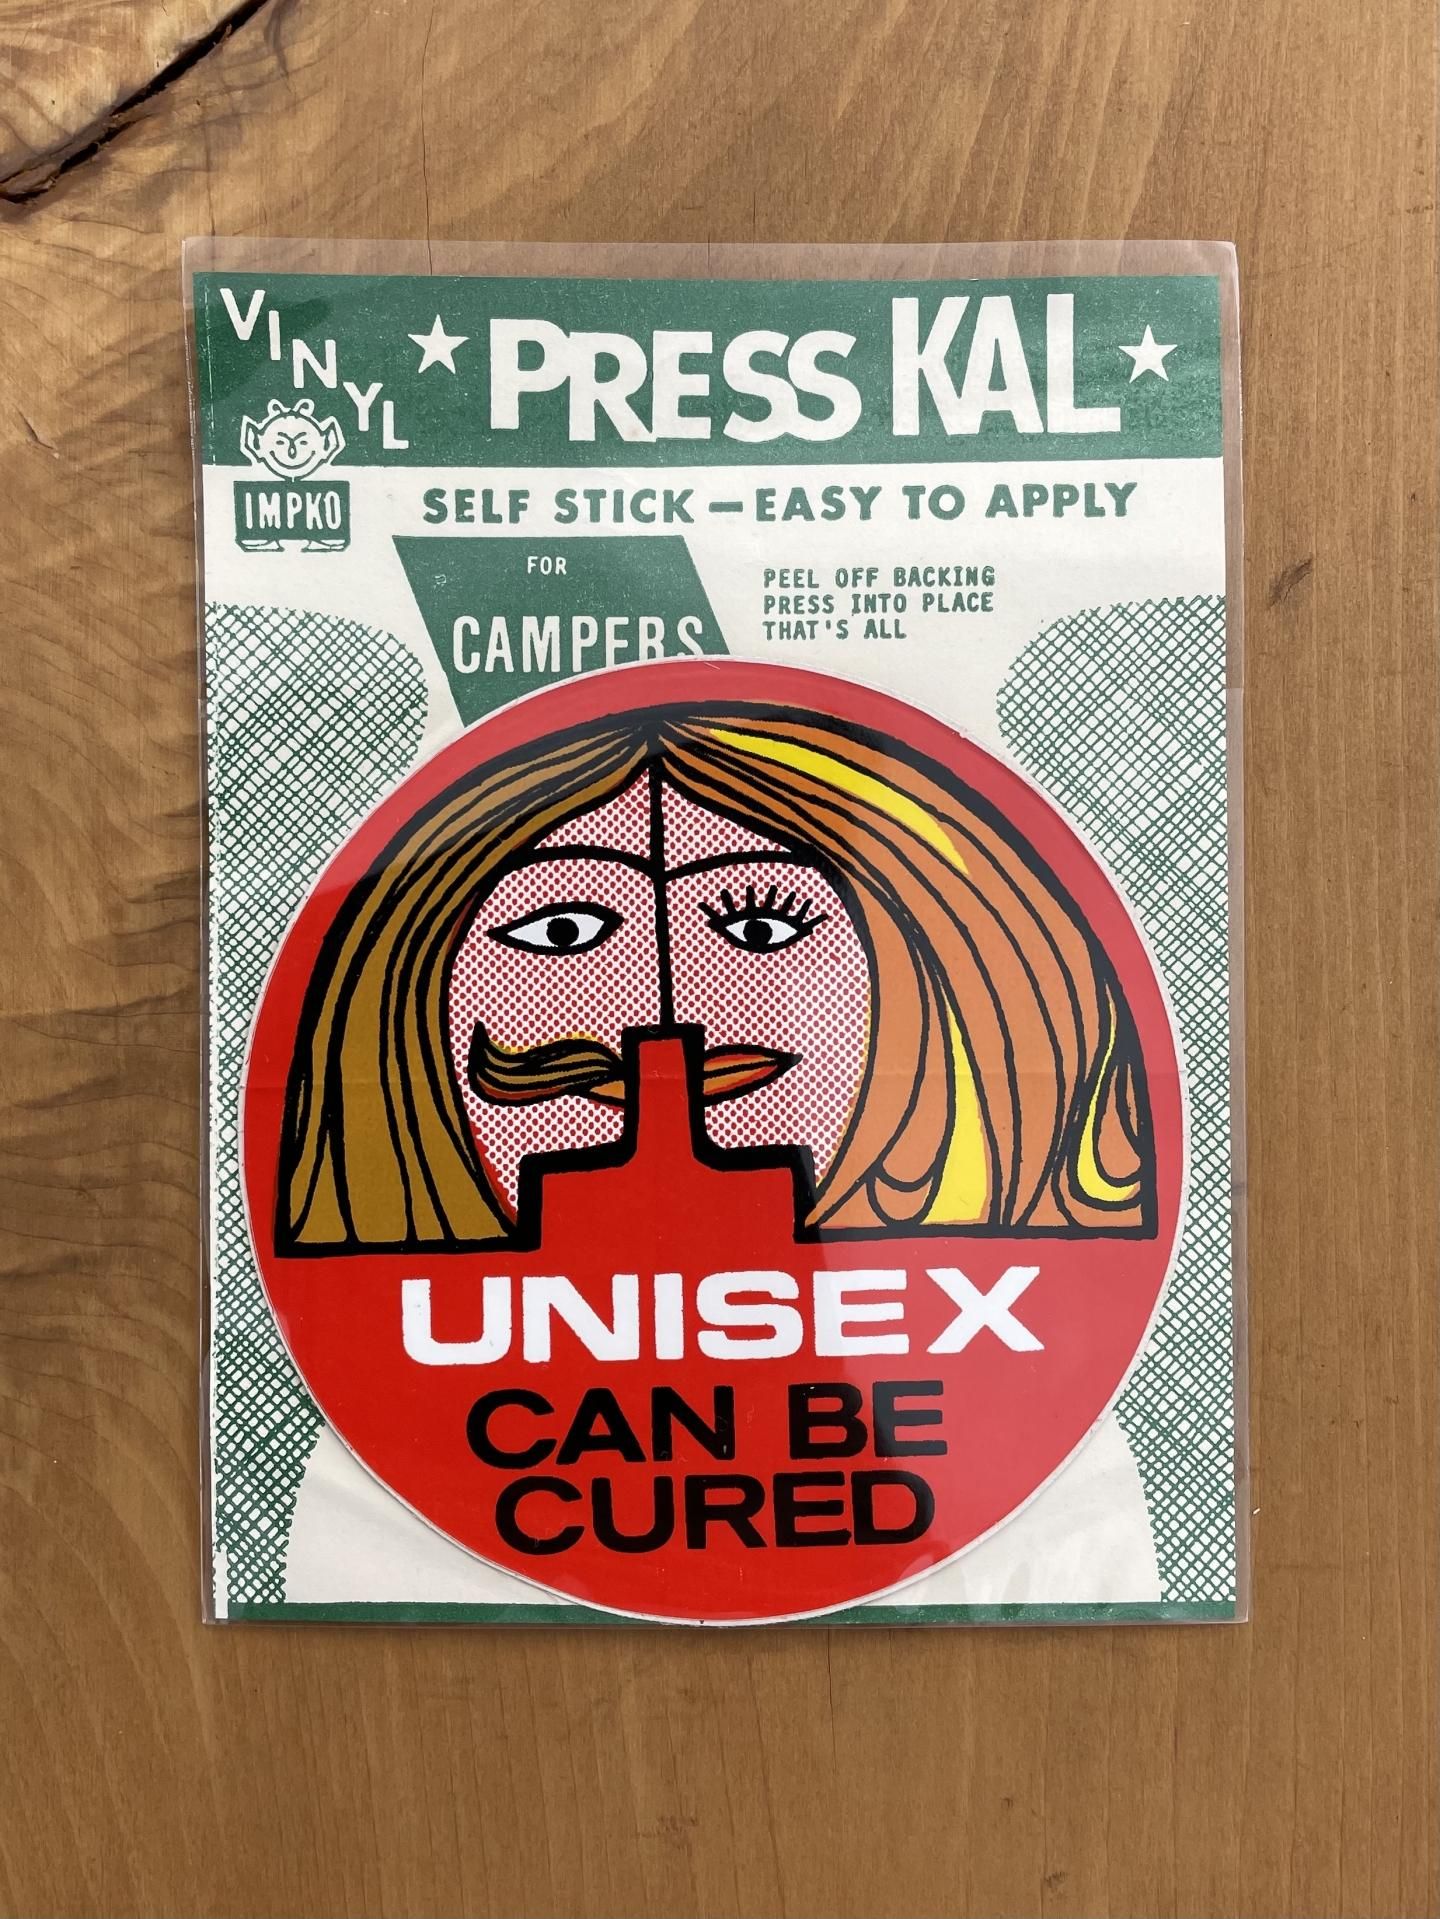 VINYL
PRESS KAL
IMPKO
SELF STICK – EASY TO APPLY
FOR
CAMPERS
PEEL OFF BACKING
PRESS INTO PLACE
THAT'S ALL
UNISEX
CAN BE
CURED